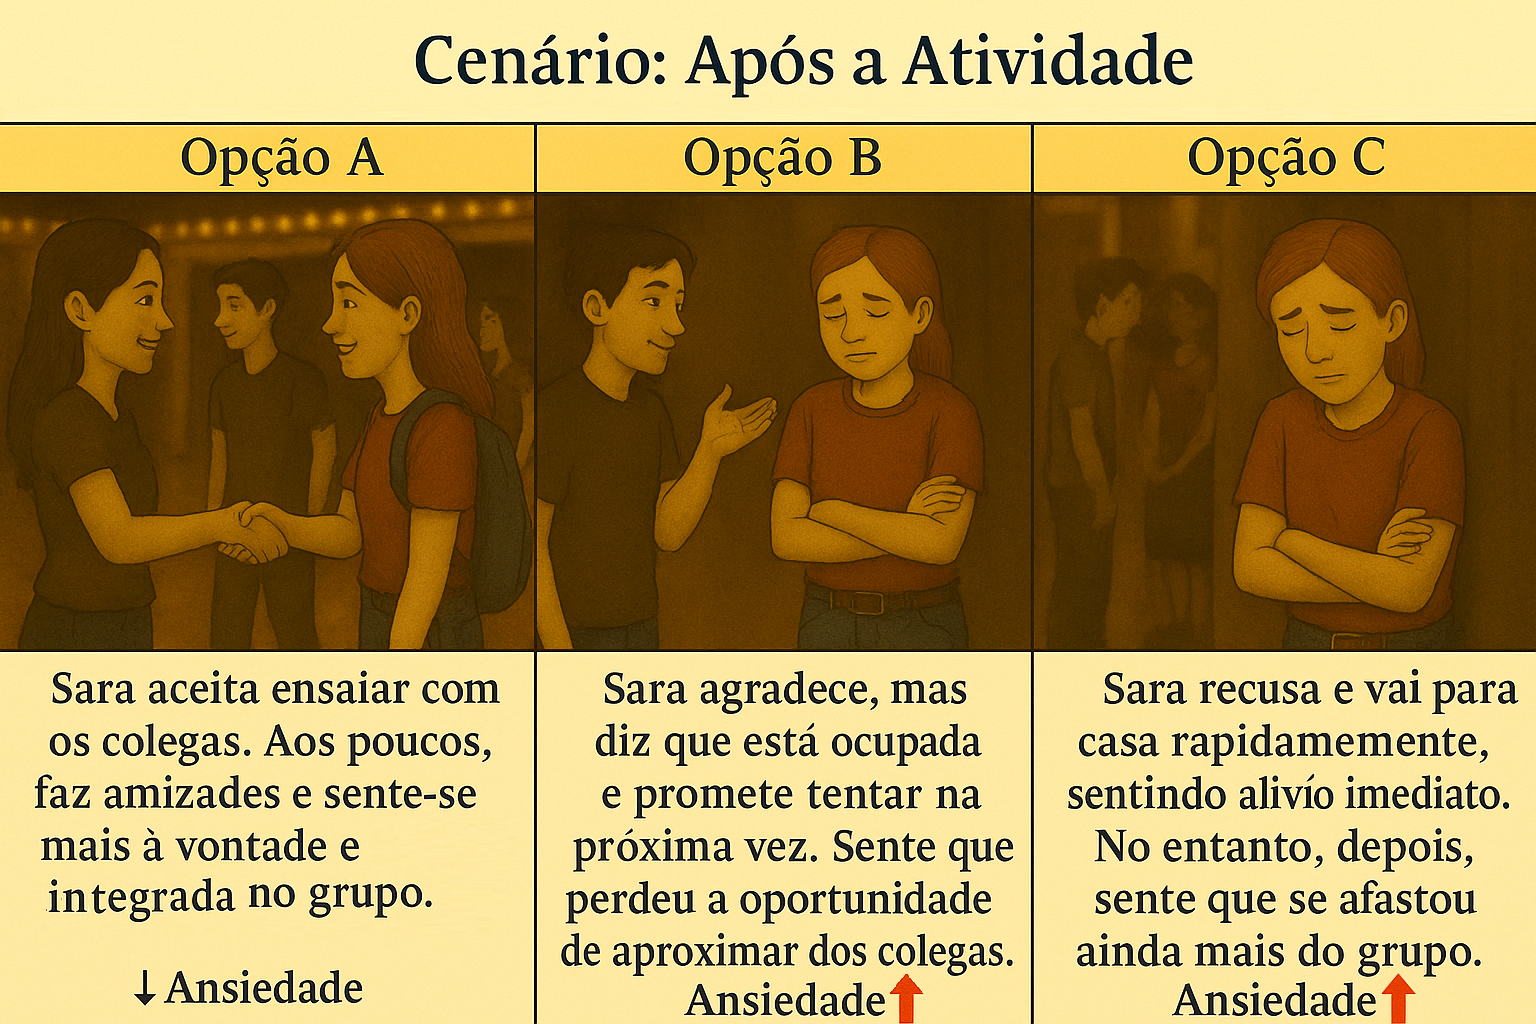 Cenário: Após a Atividade
Opção A
Opção B
Opção C
Sara aceita ensaiar com
os colegas. Aos poucos,
faz amizades e sente-se
mais à vontade e
integrada no grupo.
↓ Ansiedade
Sara agradece, mas
diz que está ocupada
e promete tentar na
próxima vez. Sente que
perdeu a oportunidade
de aproximar dos colegas.
Ansiedade ↑
Sara recusa e vai para
casa rapidamemente,
sentindo alivío imediato.
No entanto, depois,
sente que se afastou
ainda mais do grupo.
Ansiedade ↑